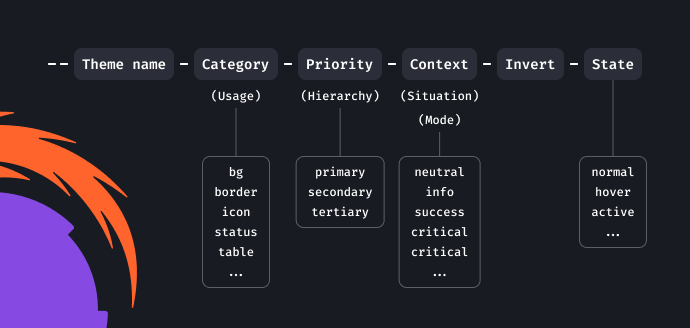 -- Theme name - Category - Priority - Context - Invert - State
(Usage) (Hierarchy) (Situation)
(Mode)
bg
border
icon
status
table
...
primary
secondary
tertiary
neutral
info
success
critical
critical
...
normal
hover
active
...